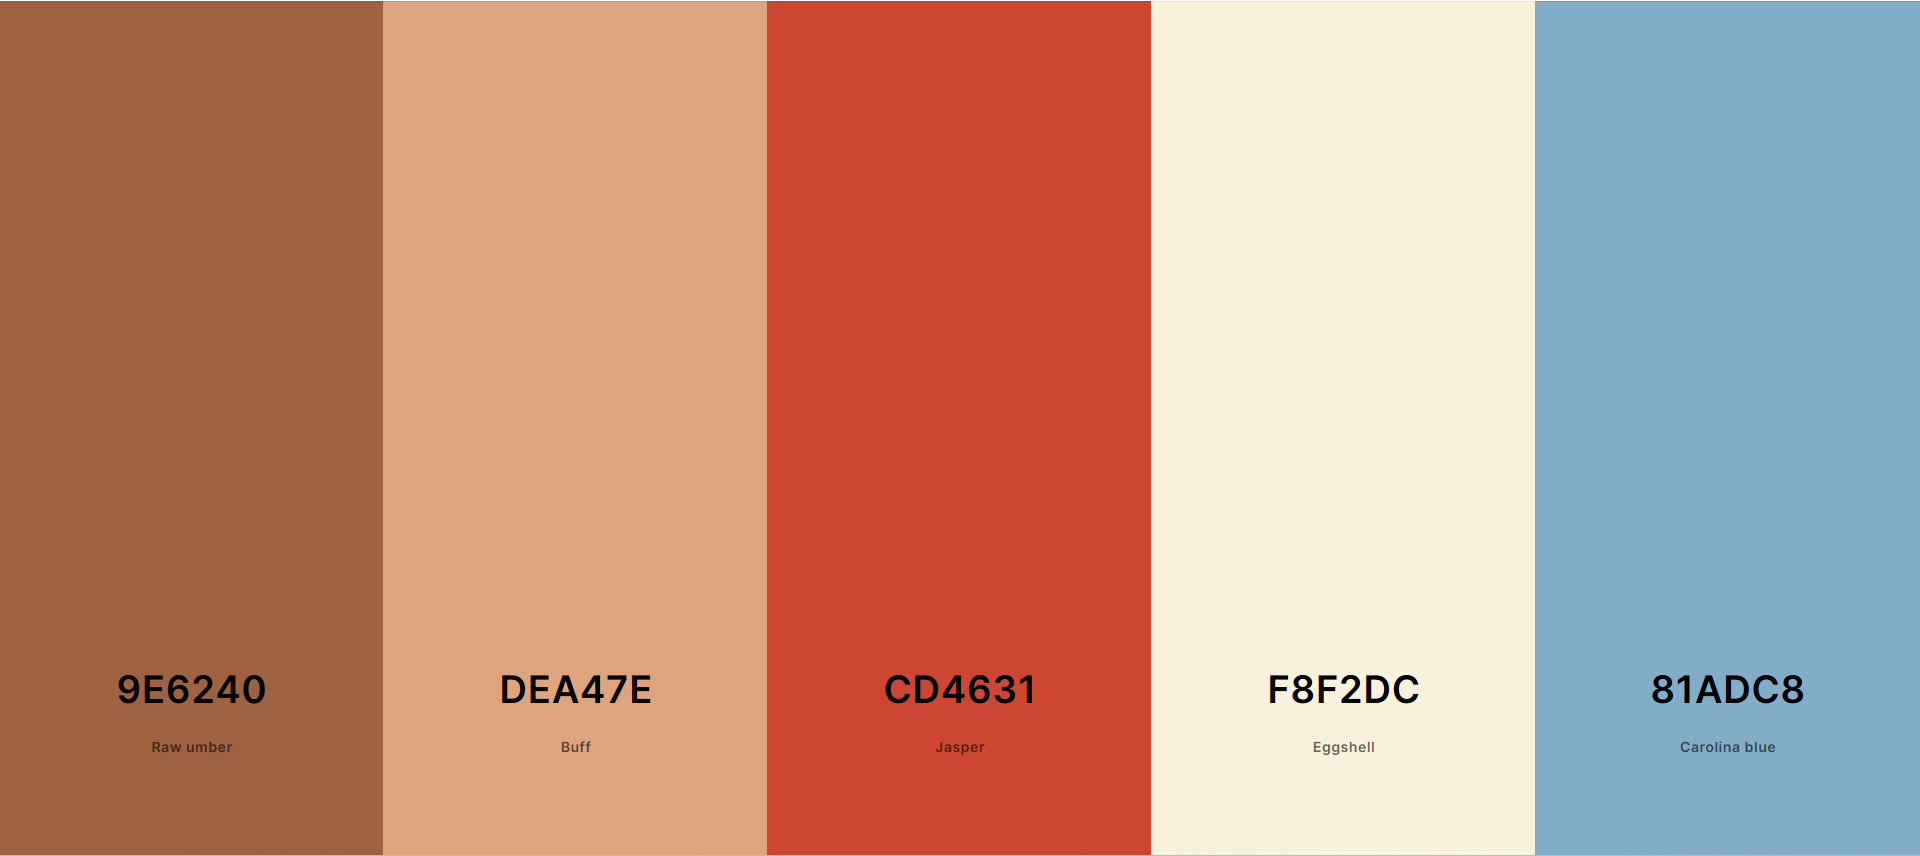 9E6240
Raw umber
DEA47E
Buff
CD4631
Jasper
F8F2DC
Eggshell
81ADC8
Carolina blue